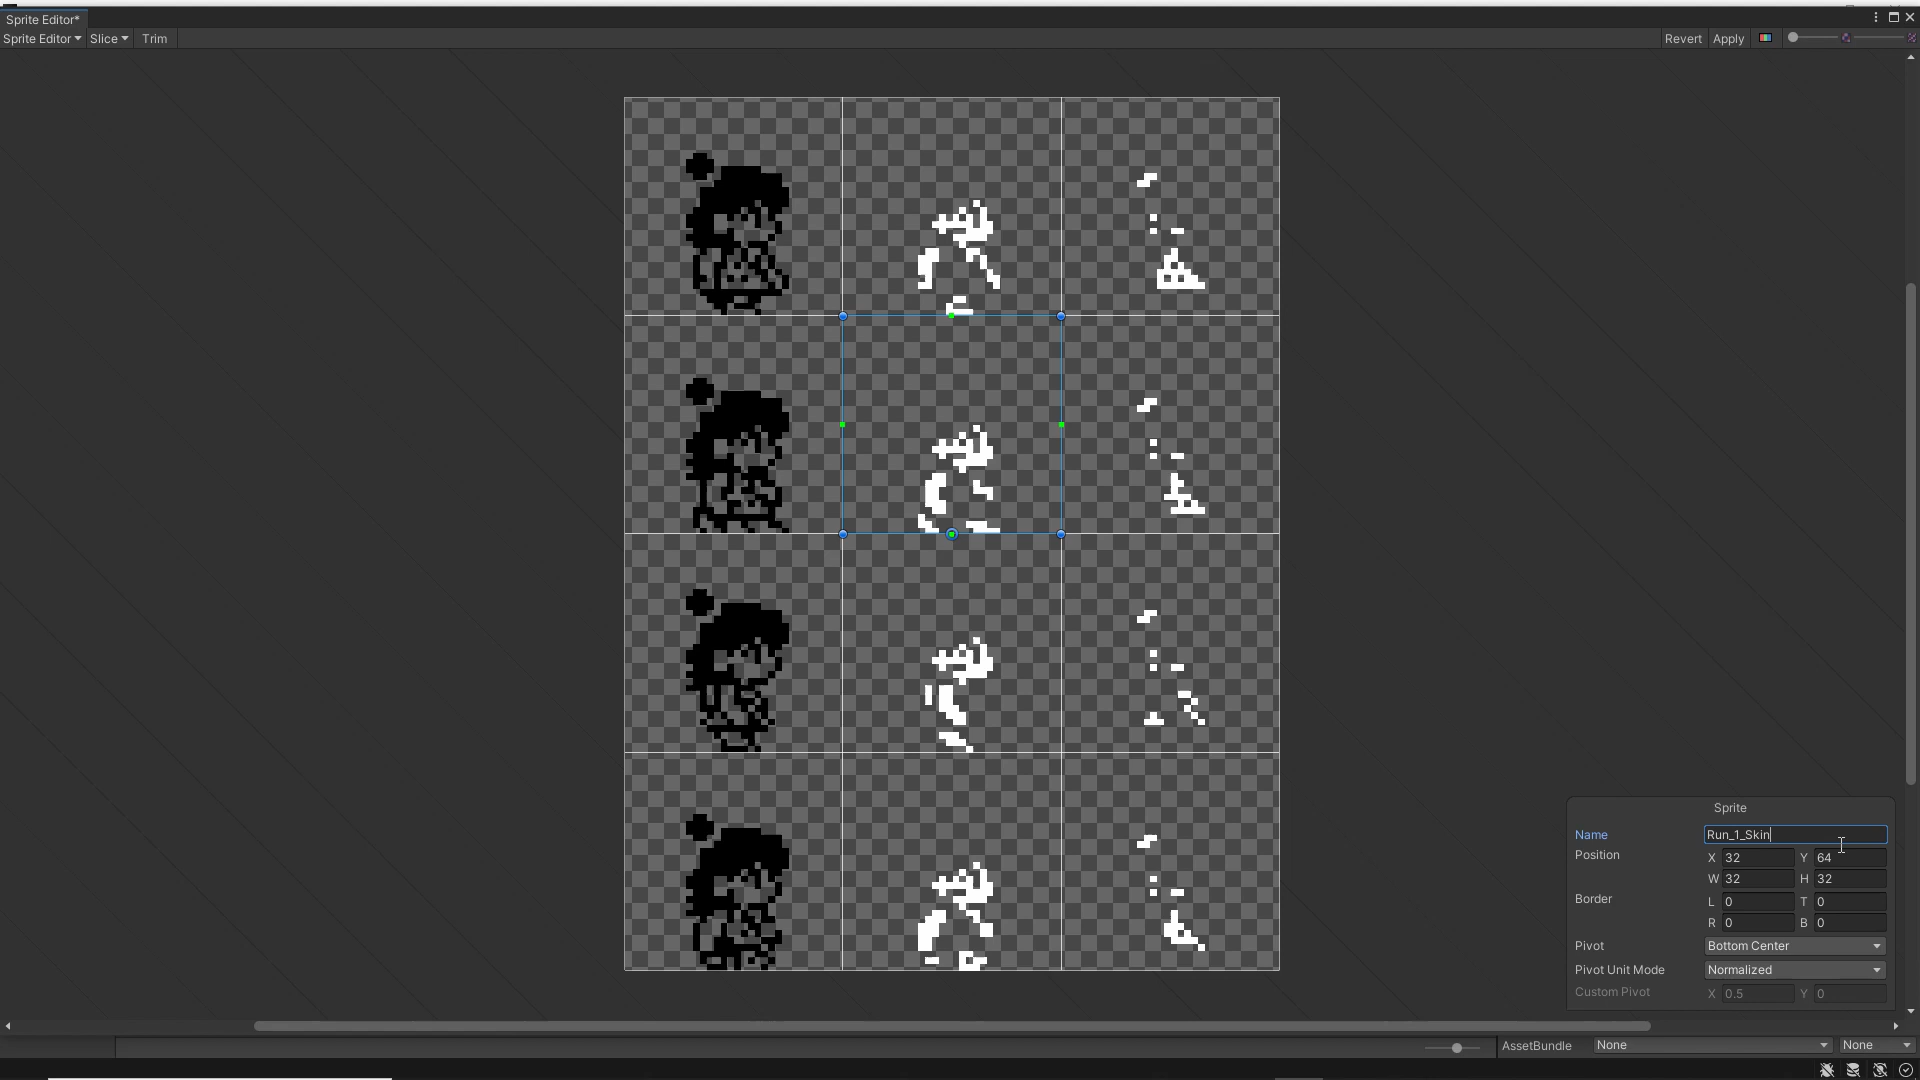 Sprite Editor*
Sprite Editor Slice Trim Revert Apply
Sprite
Name Run_1_Skin
Position X 32 Y 64
W 32 H 32
Border L 0 T 0
R 0 B 0
Pivot Bottom Center
Pivot Unit Mode Normalized
Custom Pivot X 0.5 Y 0
AssetBundle None None